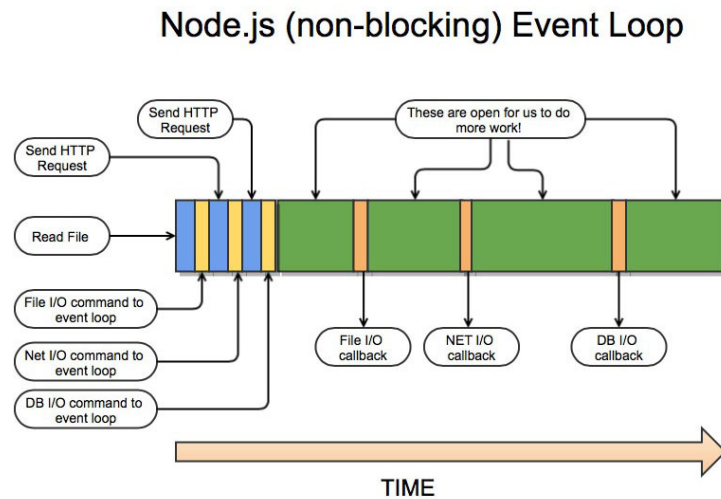 Node.js (non-blocking) Event Loop
Send HTTP
Request
These are open for us to do
more work!
Send HTTP
Request
Read File
File I/O command to
event loop
Net I/O command to
event loop
DB I/O command to
event loop
File I/O
callback
NET I/O
callback
DB I/O
callback
TIME